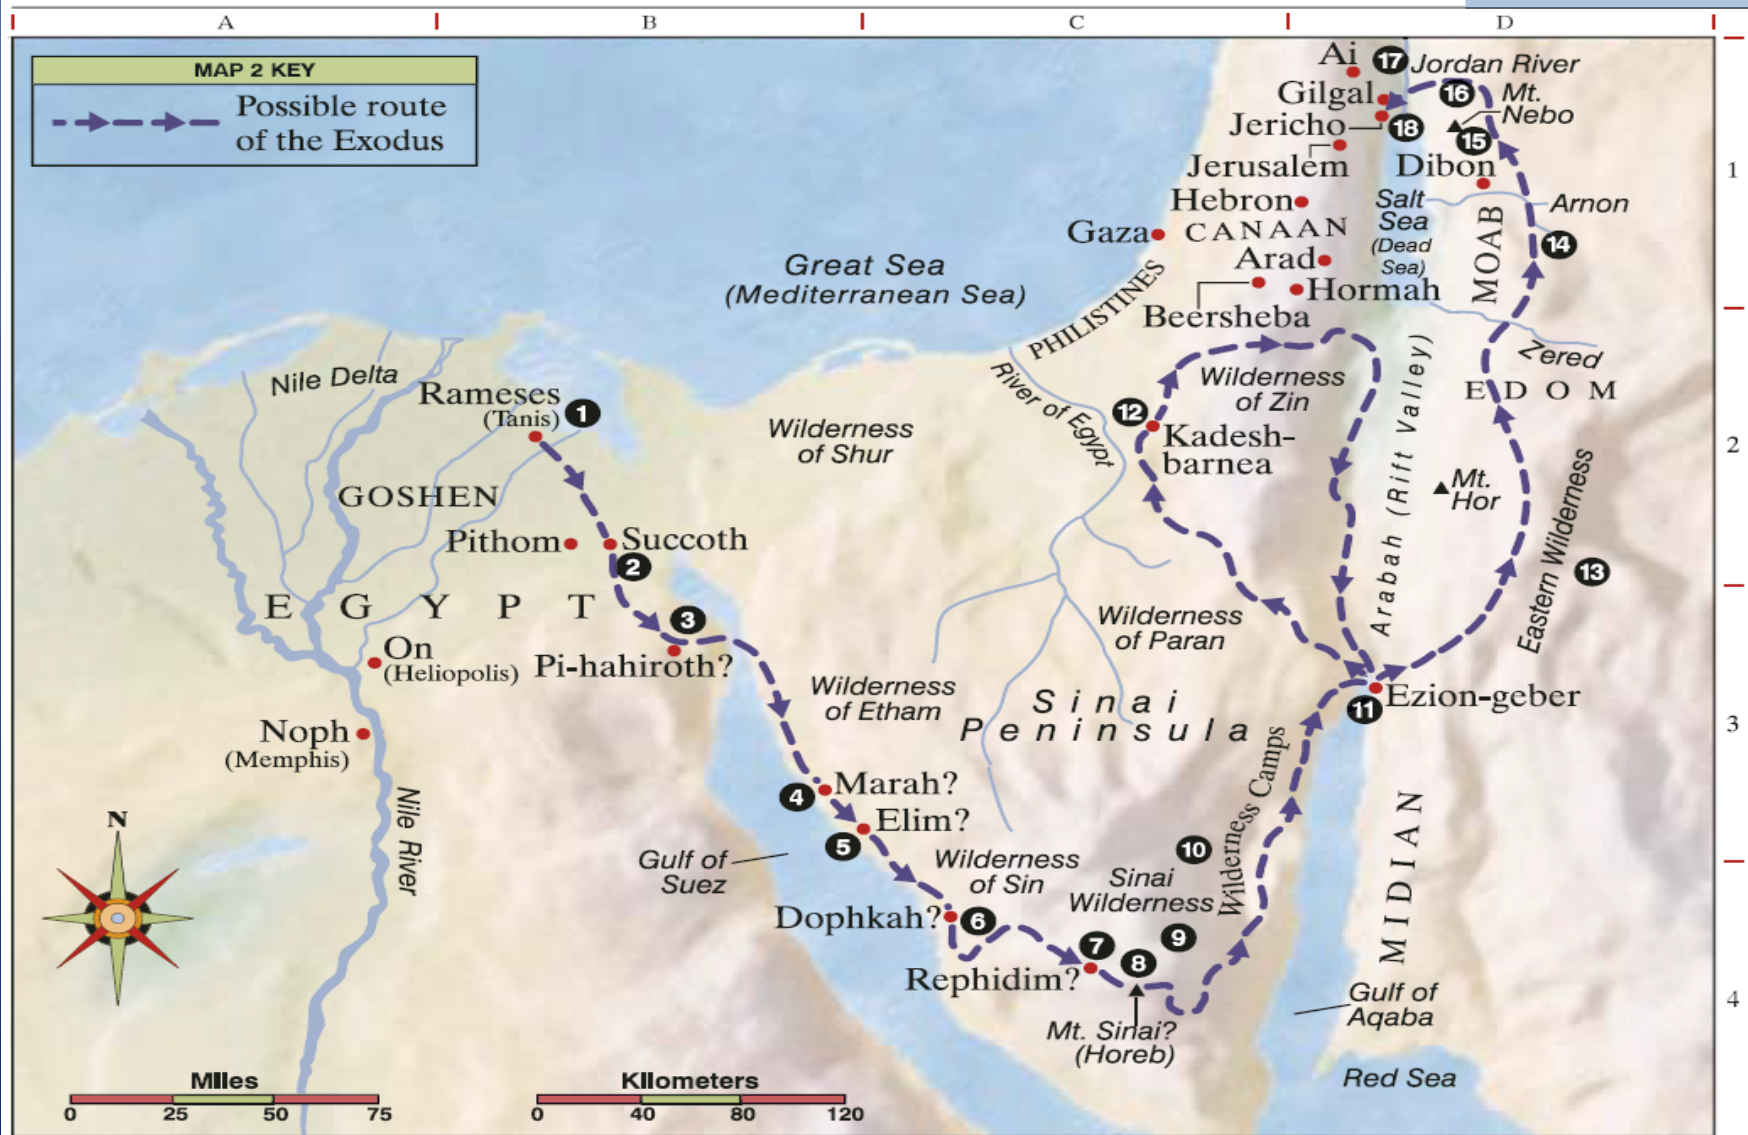 A B C D
MAP 2 KEY
Possible route
of the Exodus
Ai
17
Jordan River
Gilgal
16
Mt.
Nebo
Jericho
18
15
Jerusalem
Dibon
1
Hebron
Salt
Sea
(Dead
Sea)
Arnon
Gaza
CANAAN
MOAB
14
Great Sea
(Mediterranean Sea)
Arad
Hormah
PHILISTINES
Beersheba
Zered
Nile Delta
River of Egypt
Wilderness
of Zin
Arabah (Rift Valley)
EDOM
Rameses
(Tanis)
1
12
Kadesh-
barnea
Wilderness
of Shur
2
GOSHEN
Mt.
Hor
Eastern Wilderness
Pithom
Succoth
2
13
EGYPT
3
Wilderness
of Paran
On
(Heliopolis)
Pi-hahiroth?
Wilderness
of Etham
Sinai
Peninsula
Ezion-geber
11
3
Noph
(Memphis)
Nile River
Marah?
4
Elim?
5
Wilderness Camps
MIDIAN
Gulf of
Suez
Wilderness
of Sin
10
Sinai
Wilderness
N
Dophkah?
6
7
9
8
Rephidim?
Gulf of
Aqaba
4
Mt. Sinai?
(Horeb)
Red Sea
Miles
0 25 50 75
Kilometers
0 40 80 120